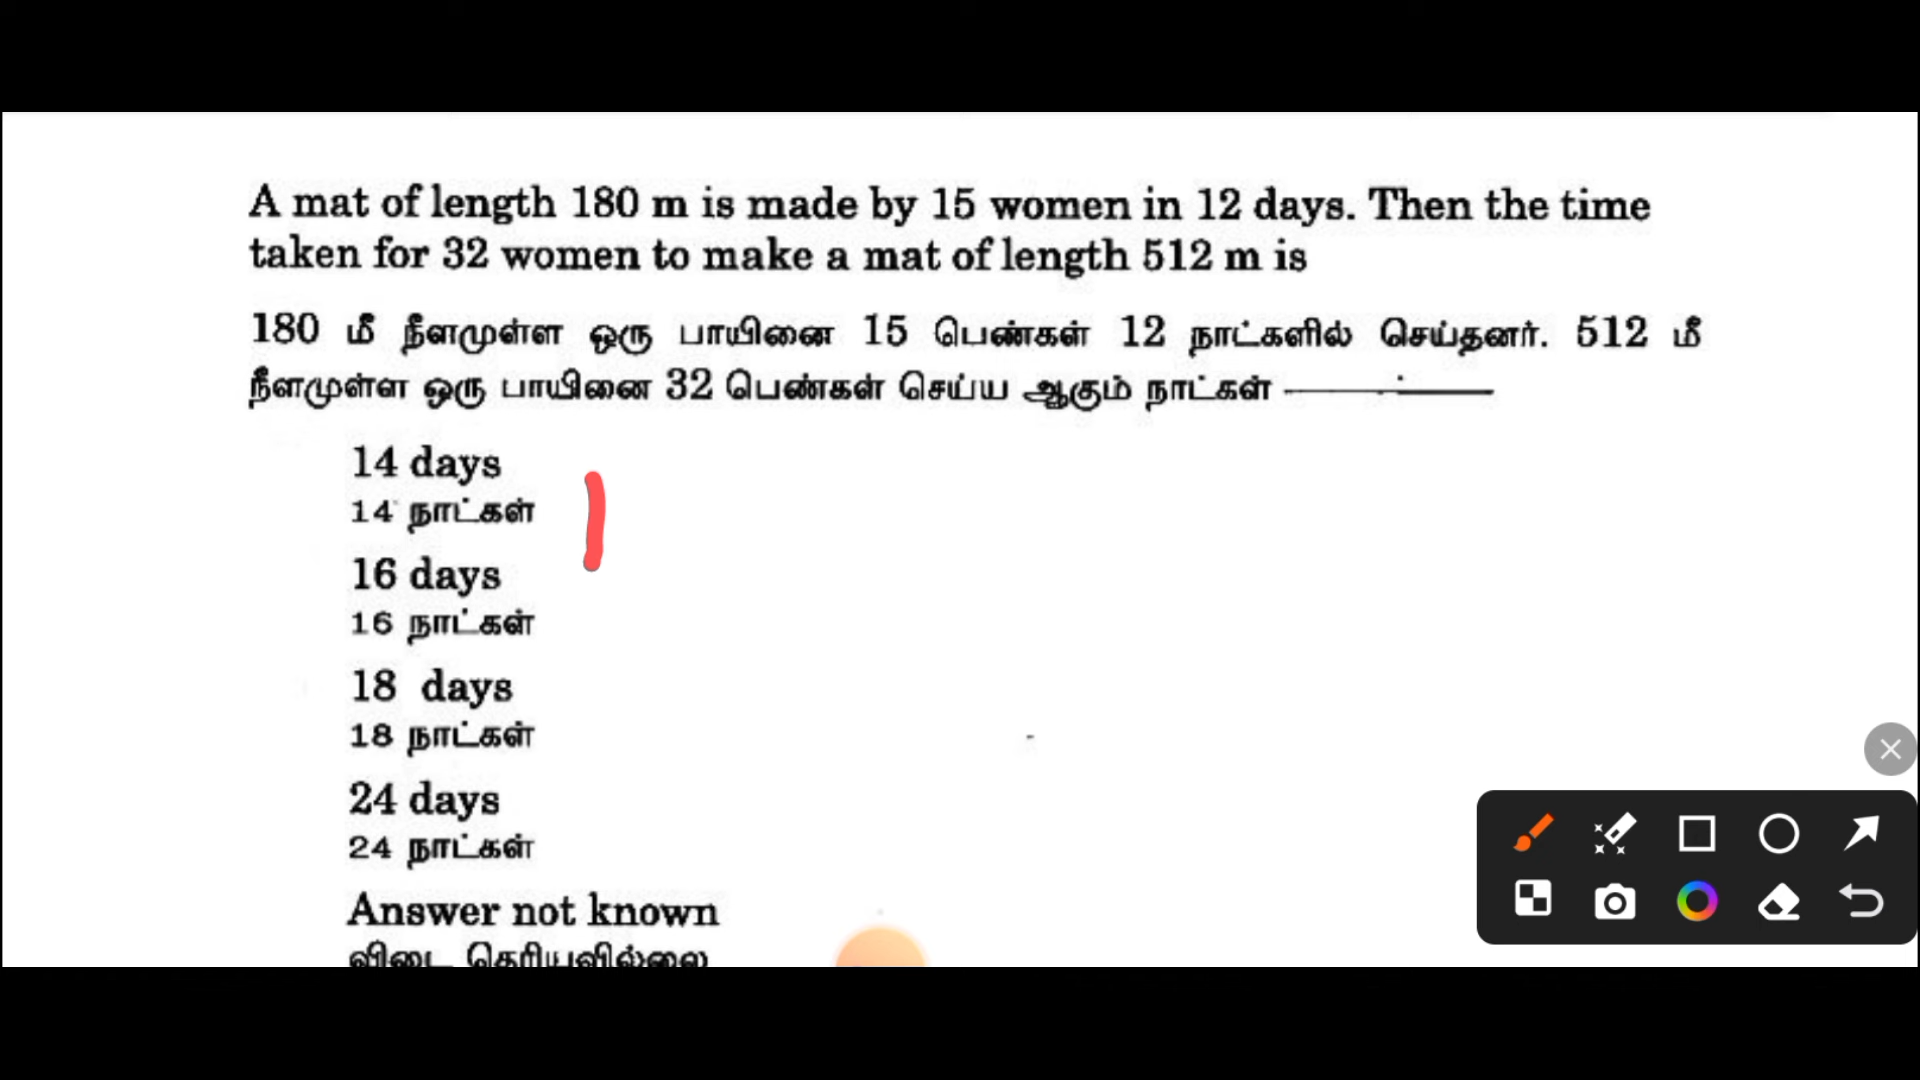 A mat of length 180 m is made by 15 women in 12 days. Then the time
taken for 32 women to make a mat of length 512 m is
180 மீ நீளமுள்ள ஒரு பாயினை 15 பெண்கள் 12 நாட்களில் செய்தனர். 512 மீ
நீளமுள்ள ஒரு பாயினை 32 பெண்கள் செய்ய ஆகும் நாட்கள் ————
14 days
14 நாட்கள்
16 days
16 நாட்கள்
18 days
18 நாட்கள்
24 days
24 நாட்கள்
Answer not known
விடை தெரியவில்லை